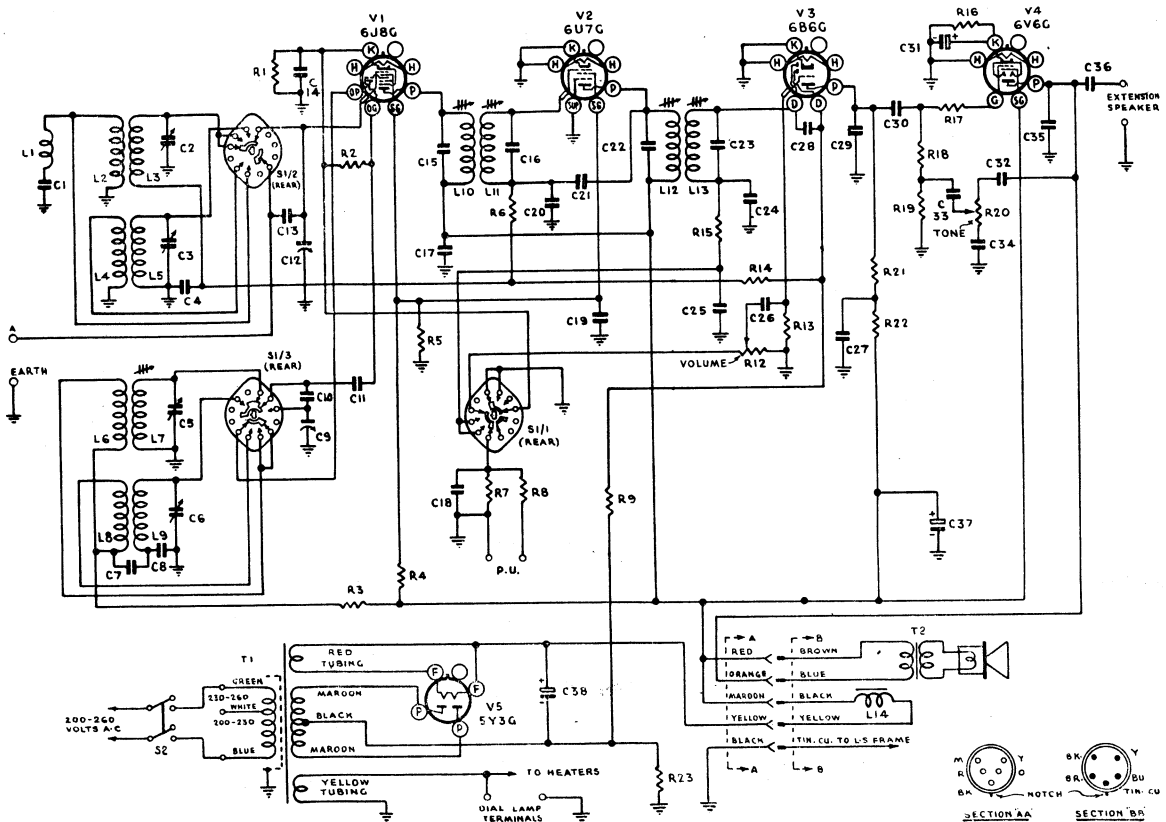 V1
6J8G
V2
6U7G
V3
6B6G
V4
6V6G
R16
C31
K
H
H
P
OP
OG
SG
K
H
H
P
SUP
SG
K
H
H
P
D
D
K
H
H
P
G
SG
R1
C14
C36
EXTENSION
SPEAKER
C35
L1
C1
L2
L3
C2
S1/2
(REAR)
R2
C15
L10
L11
C16
C22
L12
L13
C23
C28
C29
C30
R17
R18
C32
R6
C20
C21
C24
R19
C33
R20
TONE
C34
L4
L5
C3
C13
C12
C4
C17
R15
R14
R21
A
C19
C25
C26
R13
R5
C27
R22
VOLUME
R12
EARTH
S1/3
(REAR)
C10
C11
C9
L6
L7
C5
S1/1
(REAR)
C18
R7
R8
R9
C37
L8
L9
C6
C7
C8
P.U.
R4
R3
T1
RED
TUBING
F
F
V5
5Y3G
P
P
C38
GREEN
230-260
WHITE
200-230
BLUE
MAROON
BLACK
MAROON
200-260
VOLTS A-C
S2
YELLOW
TUBING
TO HEATERS
DIAL LAMP
TERMINALS
R23
A
B
RED
BROWN
T2
ORANGE
BLUE
MAROON
BLACK
L14
YELLOW
YELLOW
BLACK
TIN. CU. TO L-S FRAME
A
B
M
R
BK
O
Y
NOTCH
BK
BR
Y
BU
TIN. CU
SECTION AA
SECTION BB